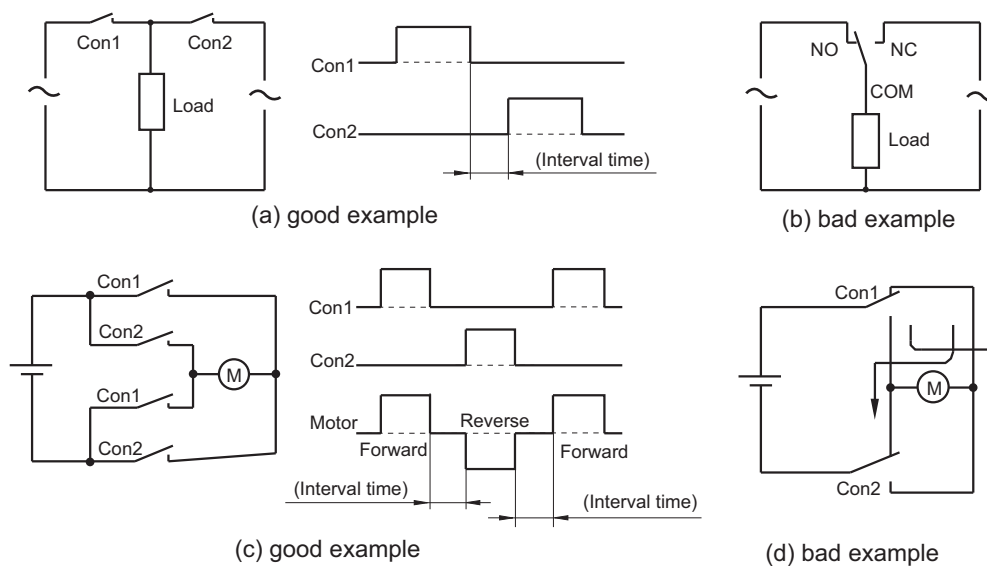 Con1
Con2
Load
Con1
Con2
(Interval time)
(a) good example
NO
NC
COM
Load
(b) bad example
Con1
Con2
Con1
Con2
M
Con1
Con2
Motor
Forward
Reverse
Forward
(Interval time)
(Interval time)
(c) good example
Con1
M
Con2
(d) bad example